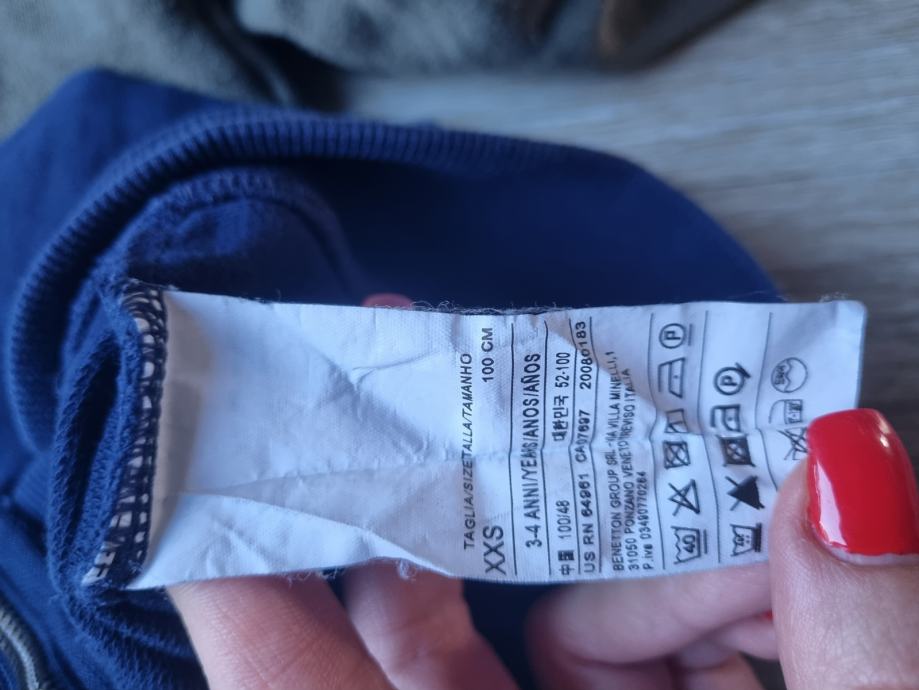 TAGLIA/SIZE/TALLA/TAMANHO
XXS 100 CM
3-4 ANNI/YEARS/ANOS/AÑOS
中国 100/48 대한민국 52-100
US RN 64961 CA07697 20080183
BENETTON GROUP SRL-VIA VILLA MINELLI,1
31050 PONZANO VENETO TREVISO ITALIA
P.iva 03490770264
40 P
P